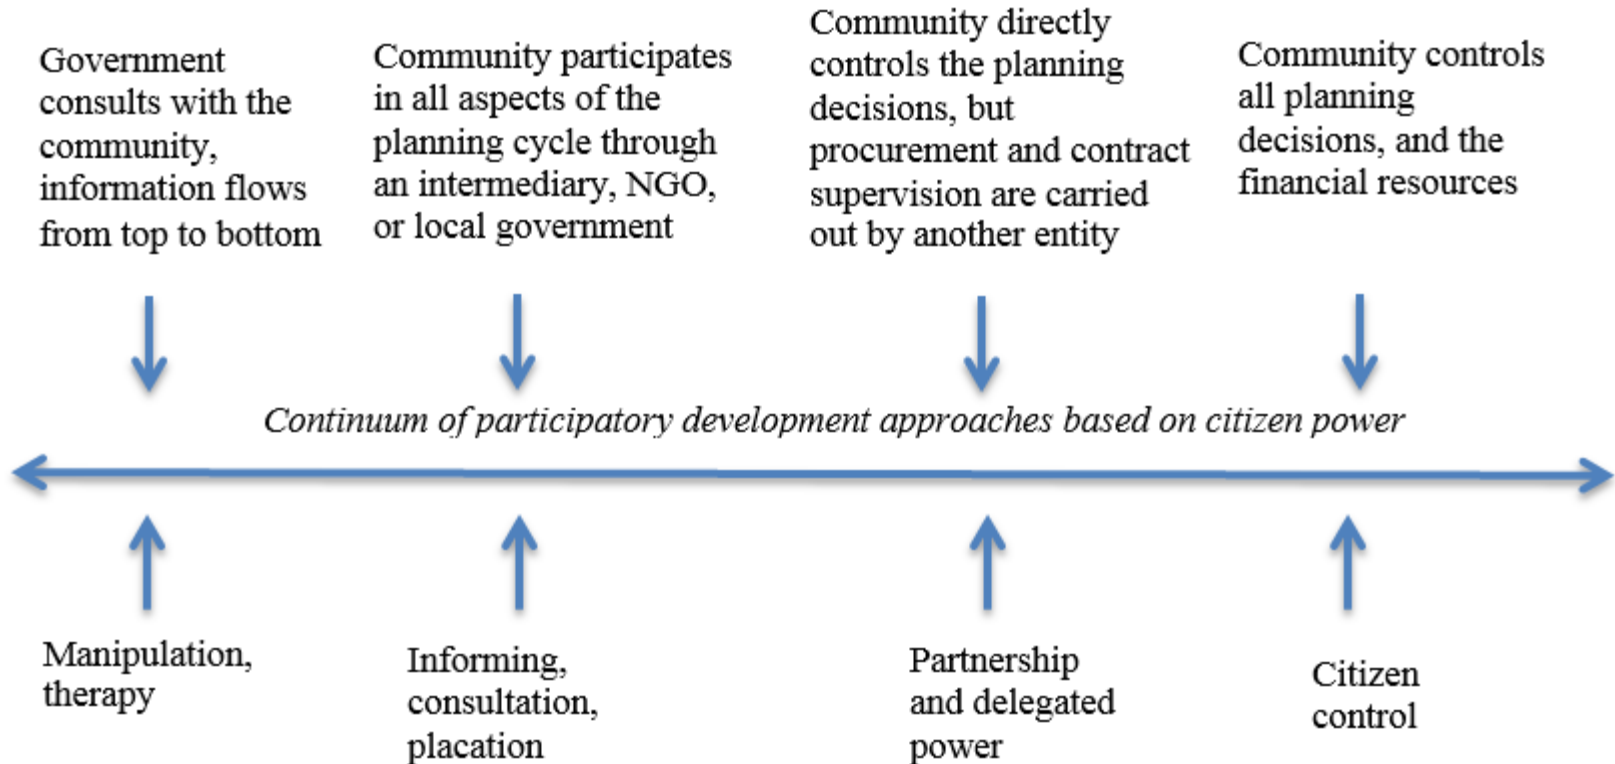 Government
consults with the
community,
information flows
from top to bottom
Community participates
in all aspects of the
planning cycle through
an intermediary, NGO,
or local government
Community directly
controls the planning
decisions, but
procurement and contract
supervision are carried
out by another entity
Community controls
all planning
decisions, and the
financial resources
Continuum of participatory development approaches based on citizen power
Manipulation,
therapy
Informing,
consultation,
placation
Partnership
and delegated
power
Citizen
control